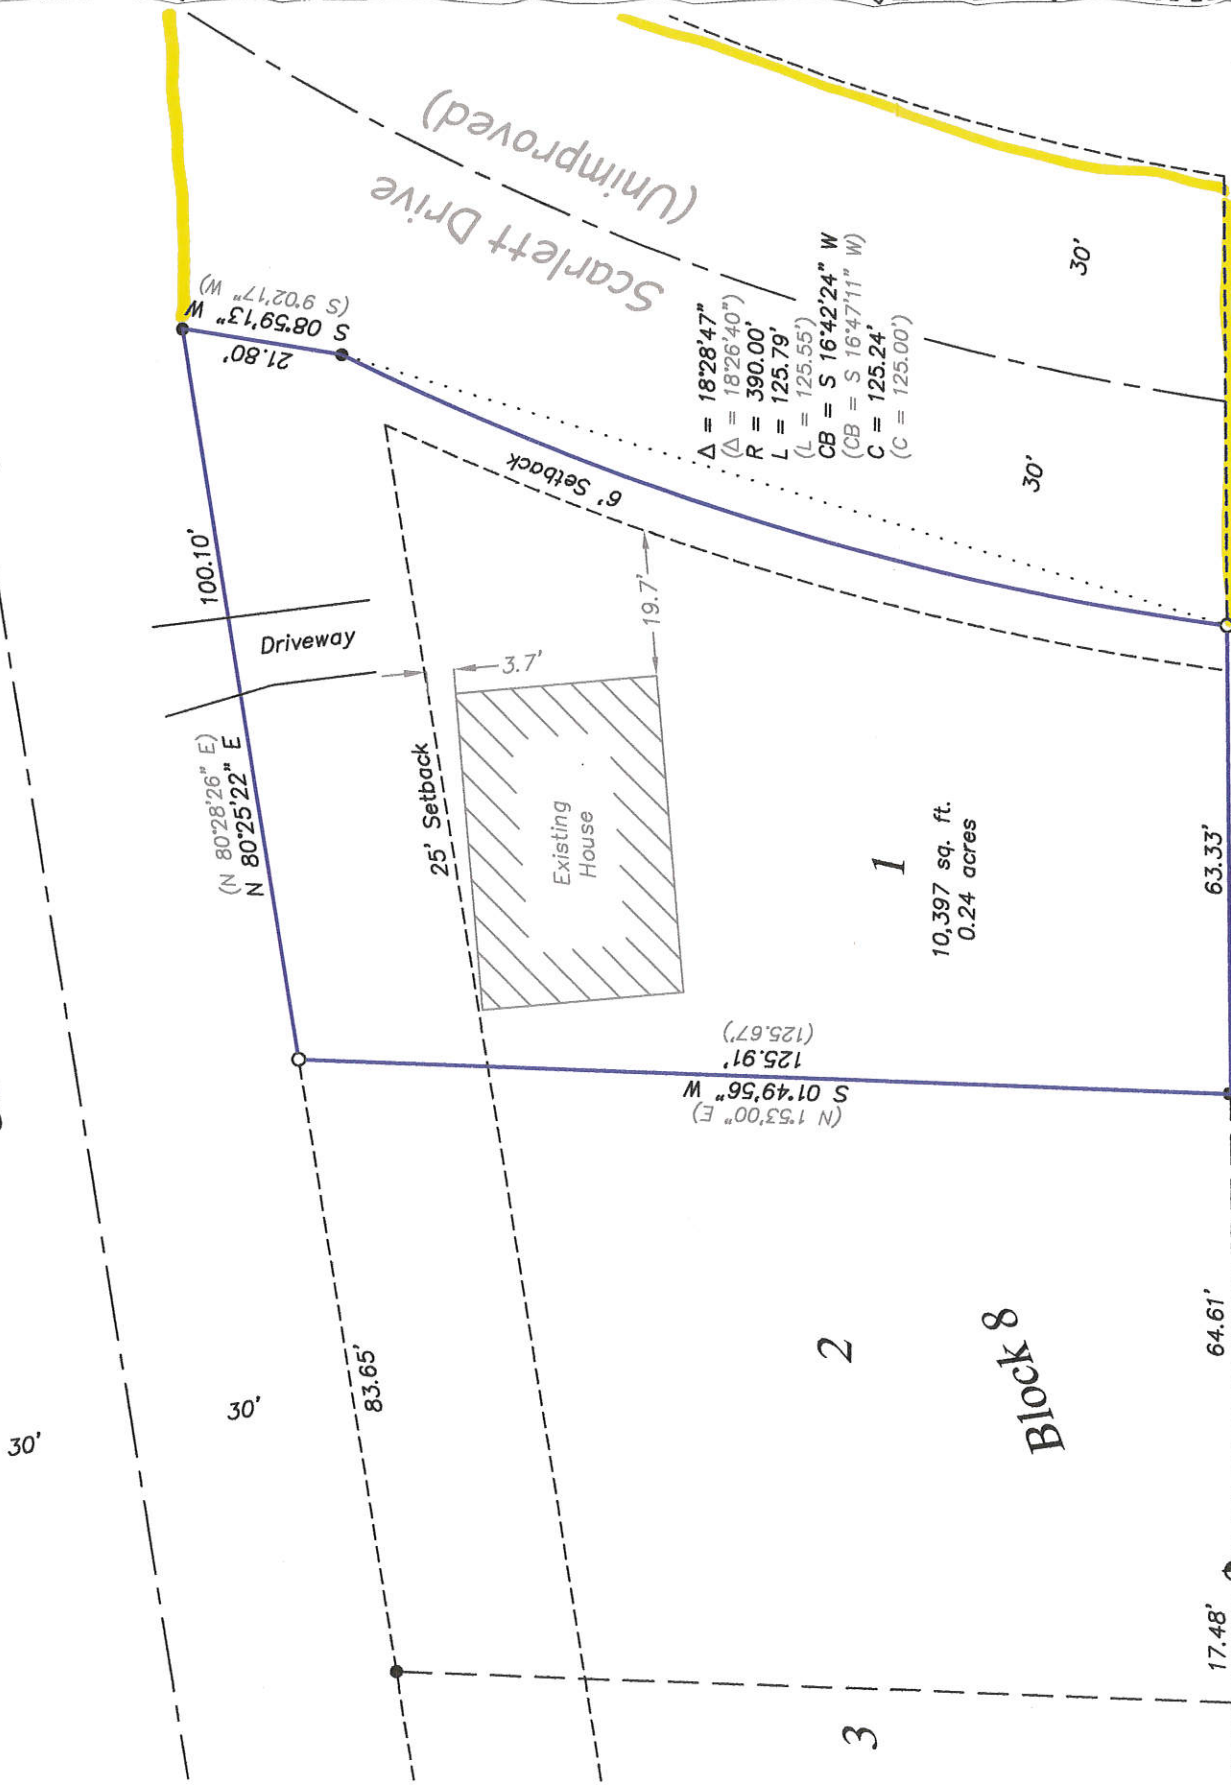 30'
30'
83.65'
(N 80°28'26" E)
N 80°25'22" E
100.10'
Driveway
21.80'
S 08°59'13" W
(S 9°02'17" W)
Scarlett Drive
(Unimproved)
25' Setback
6' Setback
3.7'
19.7'
Existing
House
Δ = 18°28'47"
(Δ = 18°26'40")
R = 390.00'
L = 125.79'
(L = 125.55')
CB = S 16°42'24" W
(CB = S 16°47'11" W)
C = 125.24'
(C = 125.00')
30'
30'
1
10,397 sq. ft.
0.24 acres
(125.67')
125.91'
S 01°49'56" W
(N 1°53'00" E)
2
Block 8
3
63.33'
64.61'
17.48'